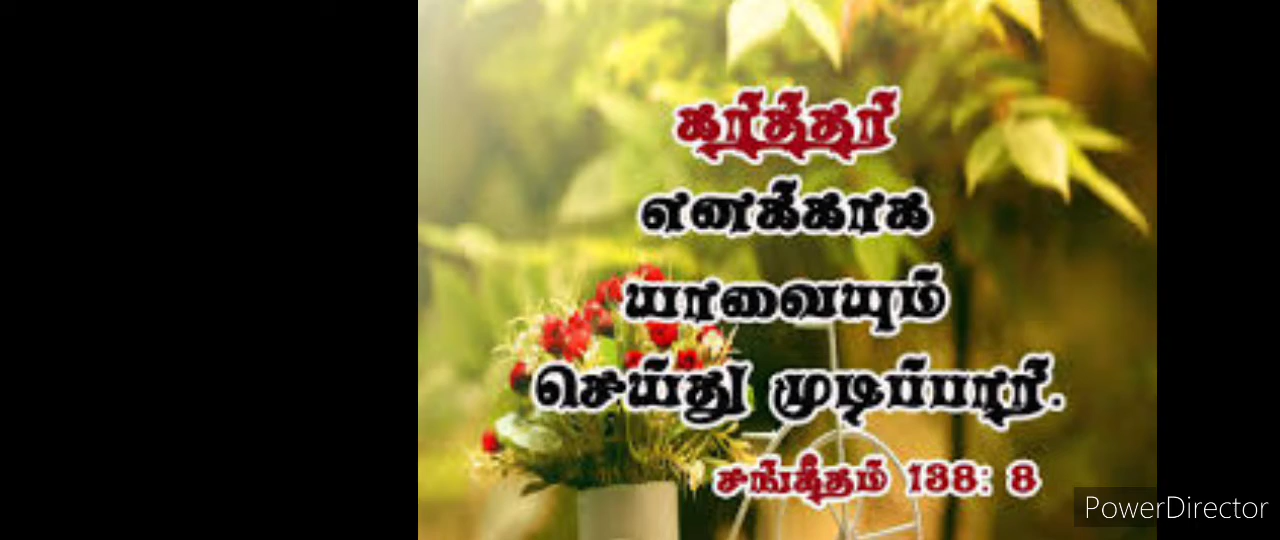 கர்த்தர்
எனக்காக
யாவையும்
செய்து முடிப்பார்.
சங்கீதம் 138: 8
PowerDirector